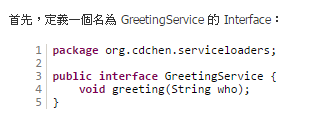 首先，定義一個名為 GreetingService 的 Interface：
1 package org.cdchen.serviceloaders;
2
3 public interface GreetingService {
4     void greeting(String who);
5 }